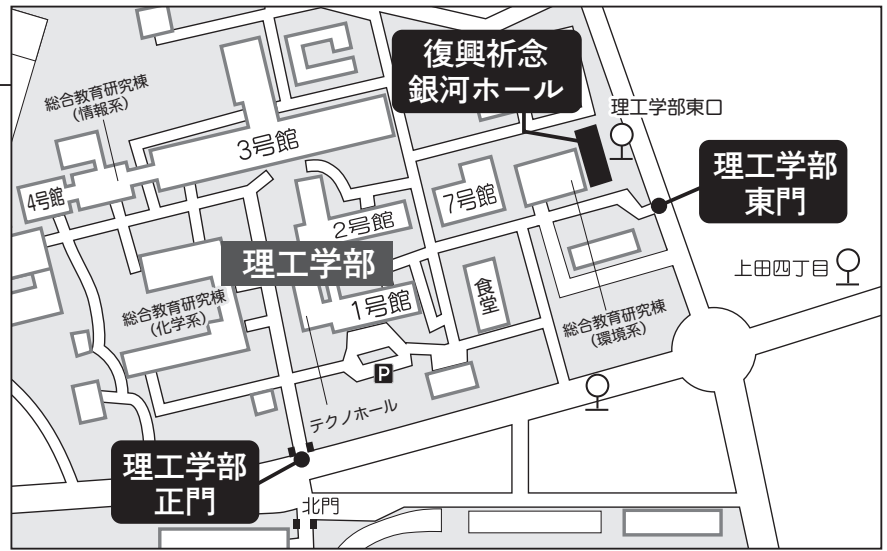 復興祈念
銀河ホール
理工学部東口
総合教育研究棟
(情報系)
3号館
理工学部
東門
4号館
7号館
2号館
理工学部
上田四丁目
食堂
総合教育研究棟
(化学系)
1号館
総合教育研究棟
(環境系)
P
テクノホール
理工学部
正門
北門